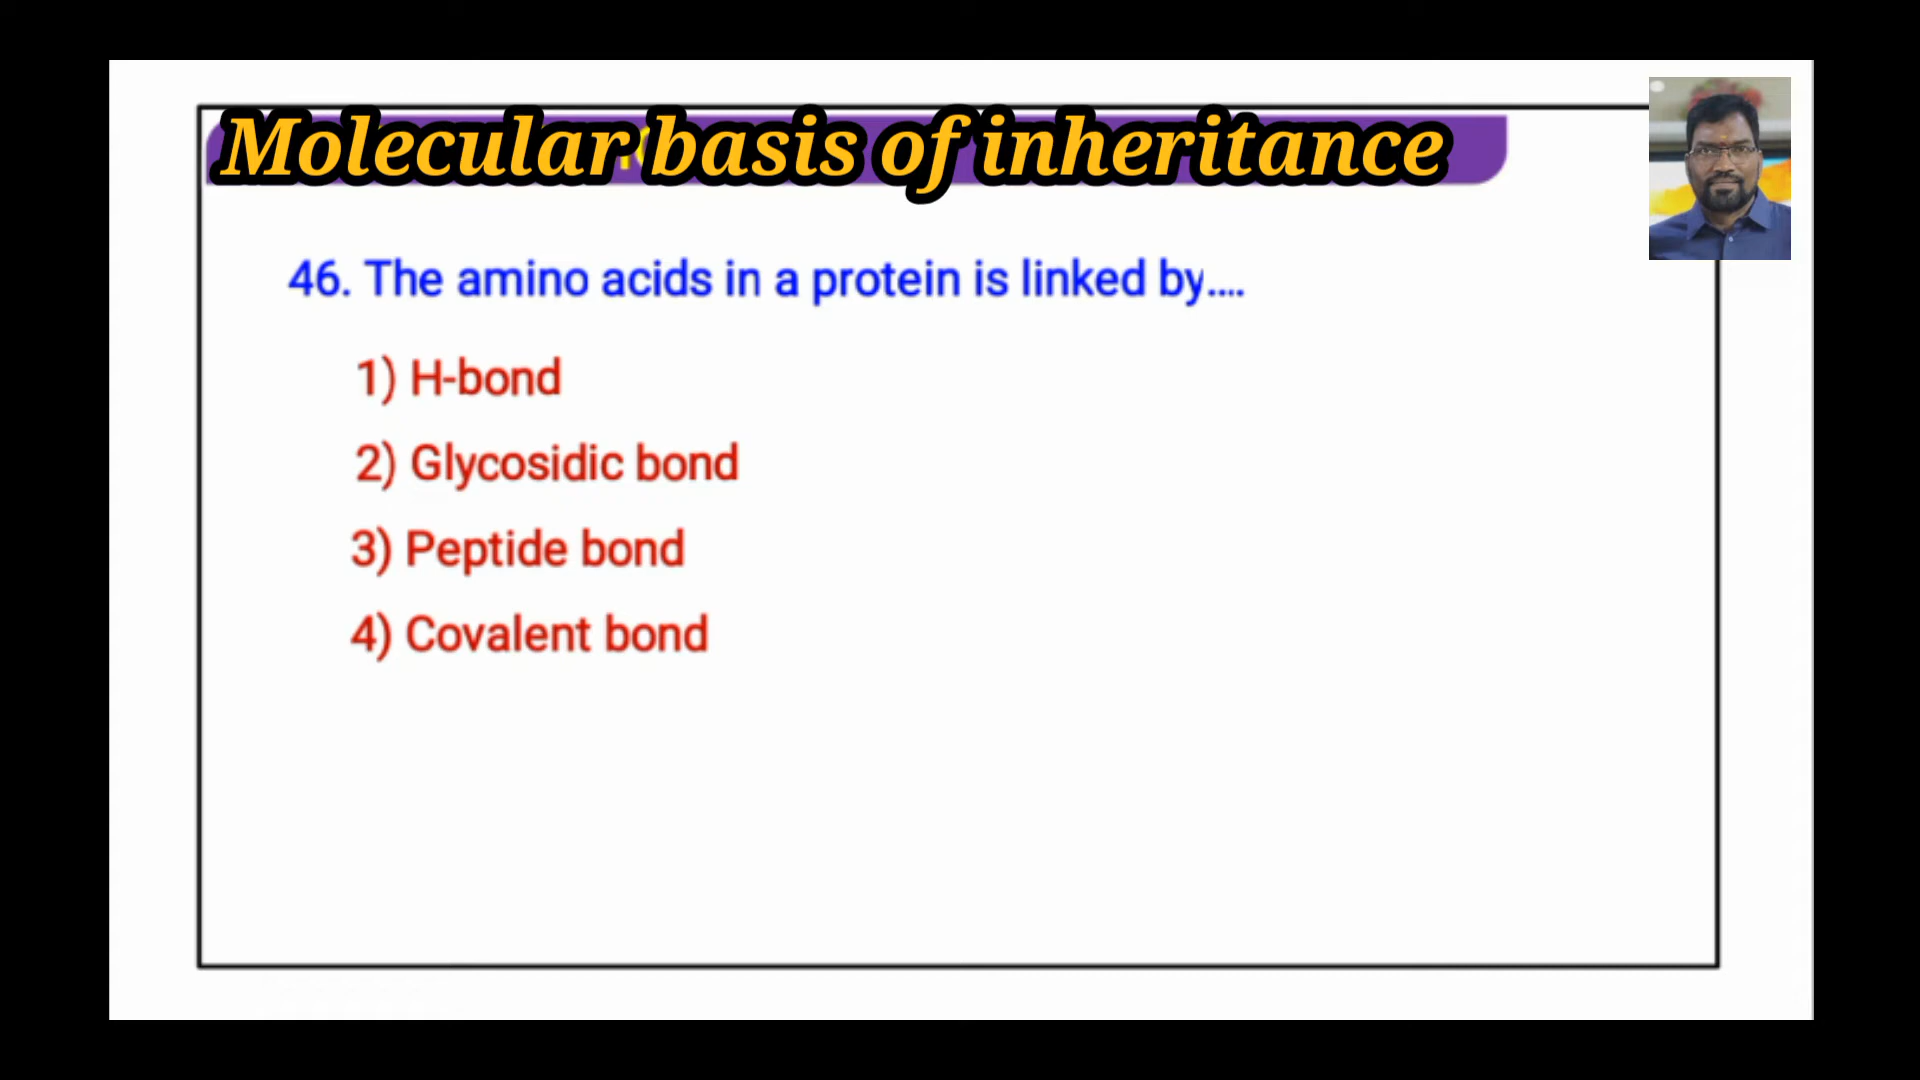 Molecular basis of inheritance
46. The amino acids in a protein is linked by....
1) H-bond
2) Glycosidic bond
3) Peptide bond
4) Covalent bond